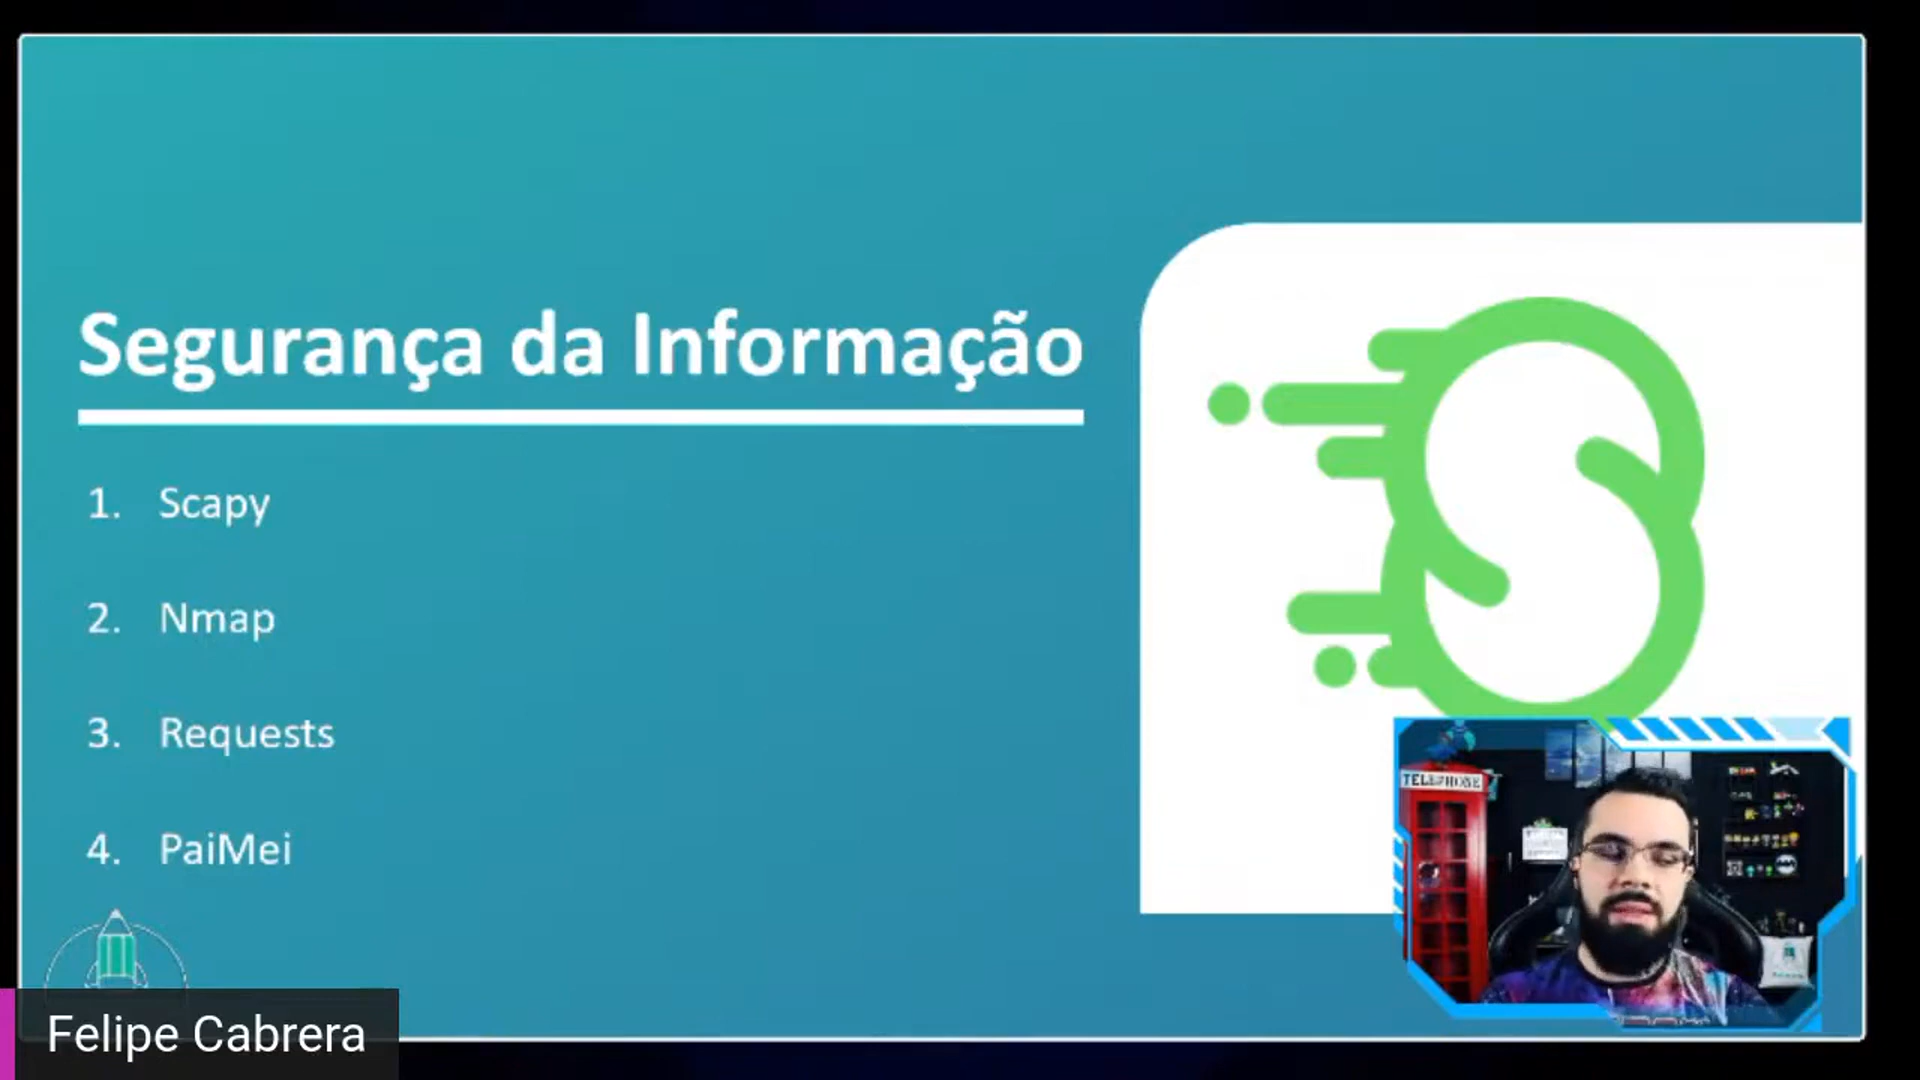 Segurança da Informação
1. Scapy
2. Nmap
3. Requests
4. PaiMei
TELEPHONE
Felipe Cabrera